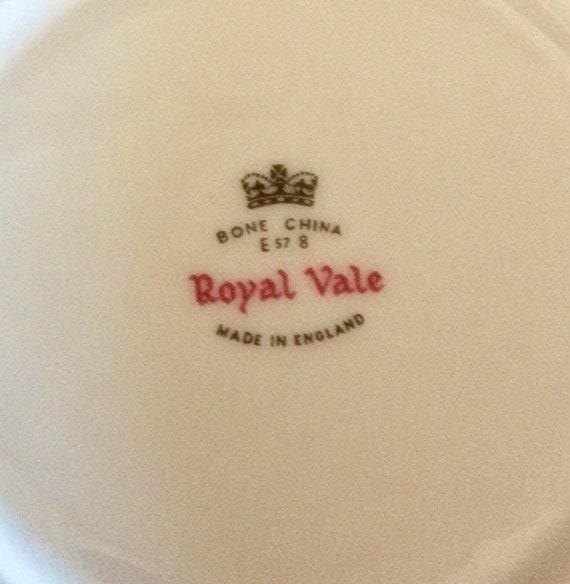 BONE CHINA
E 57 8
Royal Vale
MADE IN ENGLAND